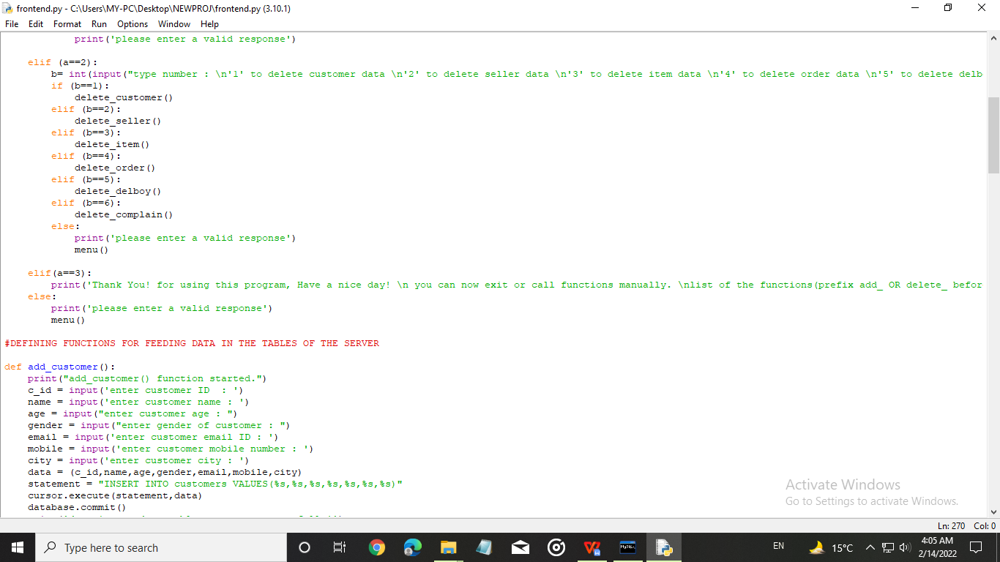 frontend.py - C:\Users\MY-PC\Desktop\NEWPROJ\frontend.py (3.10.1)
File Edit Format Run Options Window Help
            print('please enter a valid response')
    elif (a==2):
        b= int(input("type number : \n'1' to delete customer data \n'2' to delete seller data \n'3' to delete item data \n'4' to delete order data \n'5' to delete delb
        if (b==1):
            delete_customer()
        elif (b==2):
            delete_seller()
        elif (b==3):
            delete_item()
        elif (b==4):
            delete_order()
        elif (b==5):
            delete_delboy()
        elif (b==6):
            delete_complain()
        else:
            print('please enter a valid response')
            menu()
    elif(a==3):
        print('Thank You! for using this program, Have a nice day! \n you can now exit or call functions manually. \nlist of the functions(prefix add_ OR delete_ befor
    else:
        print('please enter a valid response')
        menu()
#DEFINING FUNCTIONS FOR FEEDING DATA IN THE TABLES OF THE SERVER
def add_customer():
    print("add_customer() function started.")
    c_id = input('enter customer ID  : ')
    name = input('enter customer name : ')
    age = input("enter customer age : ")
    gender = input("enter gender of customer : ")
    email = input('enter customer email ID : ')
    mobile = input('enter customer mobile number : ')
    city = input('enter customer city : ')
    data = (c_id,name,age,gender,email,mobile,city)
    statement = "INSERT INTO customers VALUES(%s,%s,%s,%s,%s,%s,%s)"
    cursor.execute(statement,data)
    database.commit()
Activate Windows
Go to Settings to activate Windows.
Ln: 270 Col: 0
Type here to search
EN
15°C
4:05 AM
2/14/2022